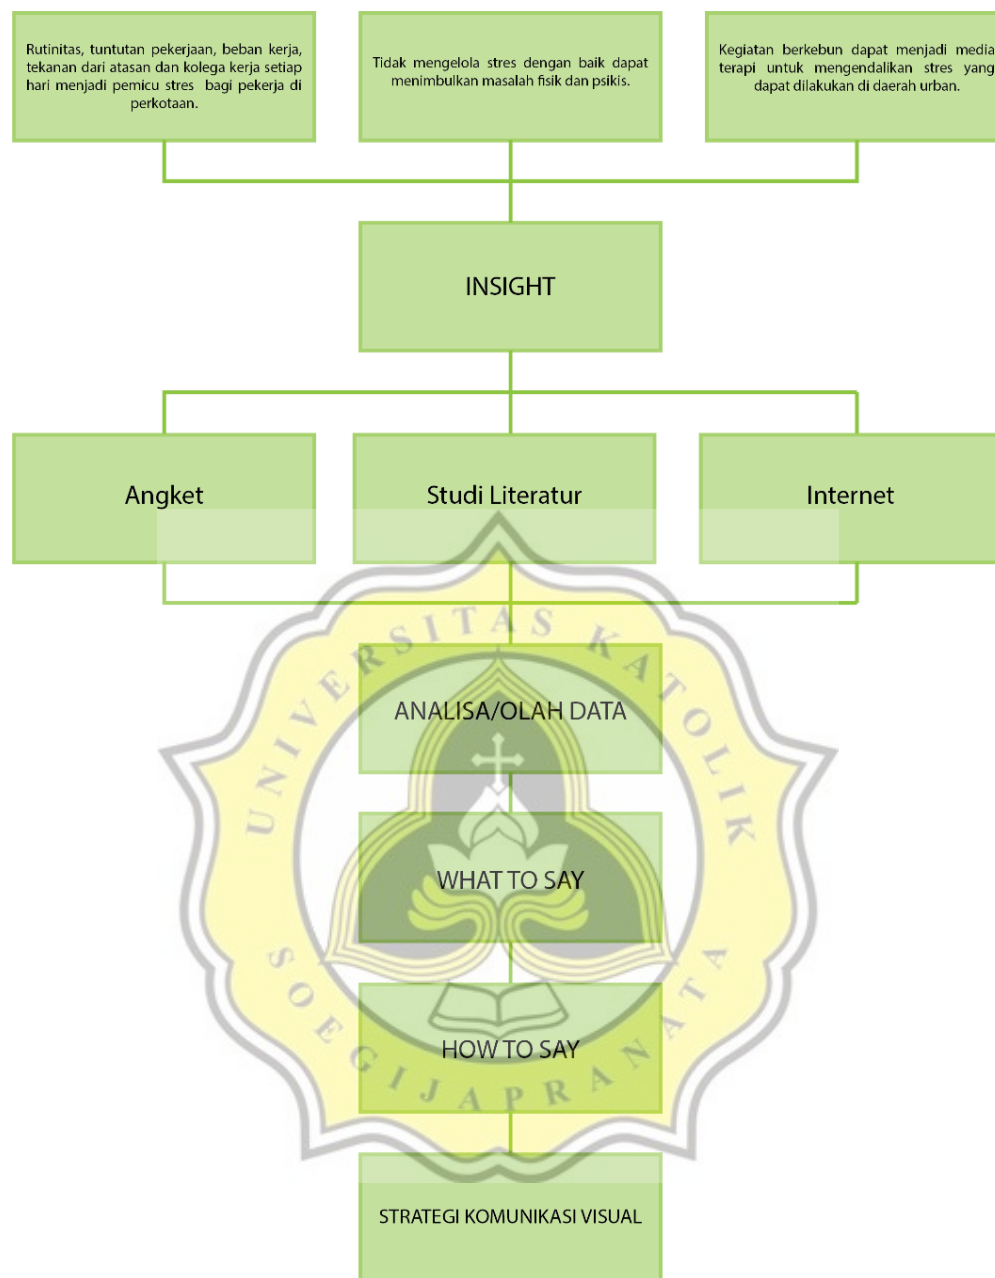 Rutinitas, tuntutan pekerjaan, beban kerja,
tekanan dari atasan dan kolega kerja setiap
hari menjadi pemicu stres bagi pekerja di
perkotaan.
Tidak mengelola stres dengan baik dapat
menimbulkan masalah fisik dan psikis.
Kegiatan berkebun dapat menjadi media
terapi untuk mengendalikan stres yang
dapat dilakukan di daerah urban.
INSIGHT
Angket
Studi Literatur
Internet
UNIVERSITAS KATOLIK
ANALISA/OLAH DATA
WHAT TO SAY
HOW TO SAY
SOEGIJAPRANATA
STRATEGI KOMUNIKASI VISUAL